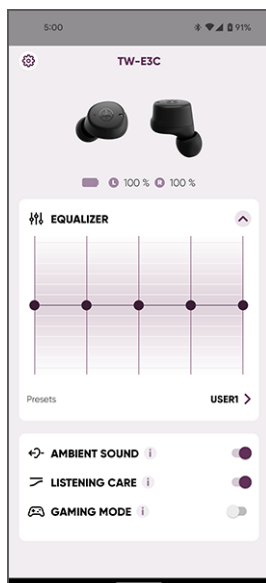 5:00 91%
TW-E3C
L 100 % R 100 %
EQUALIZER
Presets USER1
AMBIENT SOUND i
LISTENING CARE i
GAMING MODE i